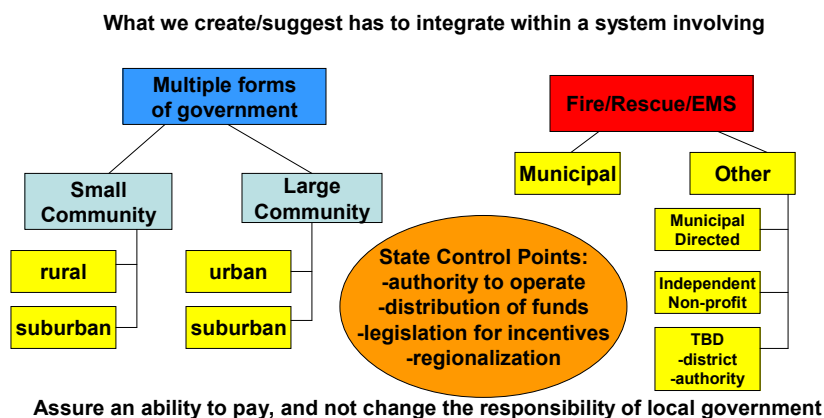 What we create/suggest has to integrate within a system involving
Multiple forms
of government
Fire/Rescue/EMS
Small
Community
Large
Community
Municipal
Other
rural
suburban
urban
suburban
State Control Points:
-authority to operate
-distribution of funds
-legislation for incentives
-regionalization
Municipal
Directed
Independent
Non-profit
TBD
-district
-authority
Assure an ability to pay, and not change the responsibility of local government